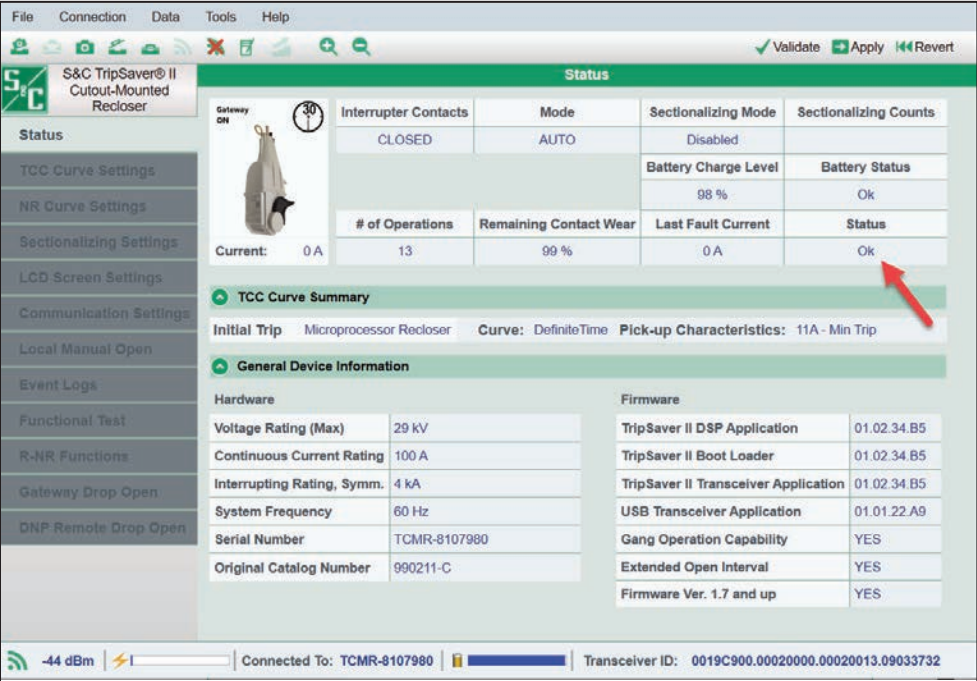 File Connection Data Tools Help
Validate Apply Revert
S&C
S&C TripSaver® II
Cutout-Mounted
Recloser
Status
TCC Curve Settings
NR Curve Settings
Sectionalizing Settings
LCD Screen Settings
Communication Settings
Local Manual Open
Event Logs
Functional Test
R-NR Functions
Gateway Drop Open
DNP Remote Drop Open
Status
Gateway
ON
30
Current: 0 A
Interrupter Contacts Mode Sectionalizing Mode Sectionalizing Counts
CLOSED AUTO Disabled
Battery Charge Level Battery Status
98 % Ok
# of Operations Remaining Contact Wear Last Fault Current Status
13 99 % 0 A Ok
TCC Curve Summary
Initial Trip Microprocessor Recloser Curve: DefiniteTime Pick-up Characteristics: 11A - Min Trip
General Device Information
Hardware
Voltage Rating (Max) 29 kV
Continuous Current Rating 100 A
Interrupting Rating, Symm. 4 kA
System Frequency 60 Hz
Serial Number TCMR-8107980
Original Catalog Number 990211-C
Firmware
TripSaver II DSP Application 01.02.34.B5
TripSaver II Boot Loader 01.02.34.B5
TripSaver II Transceiver Application 01.02.34.B5
USB Transceiver Application 01.01.22.A9
Gang Operation Capability YES
Extended Open Interval YES
Firmware Ver. 1.7 and up YES
-44 dBm Connected To: TCMR-8107980 Transceiver ID: 0019C900.00020000.00020013.09033732